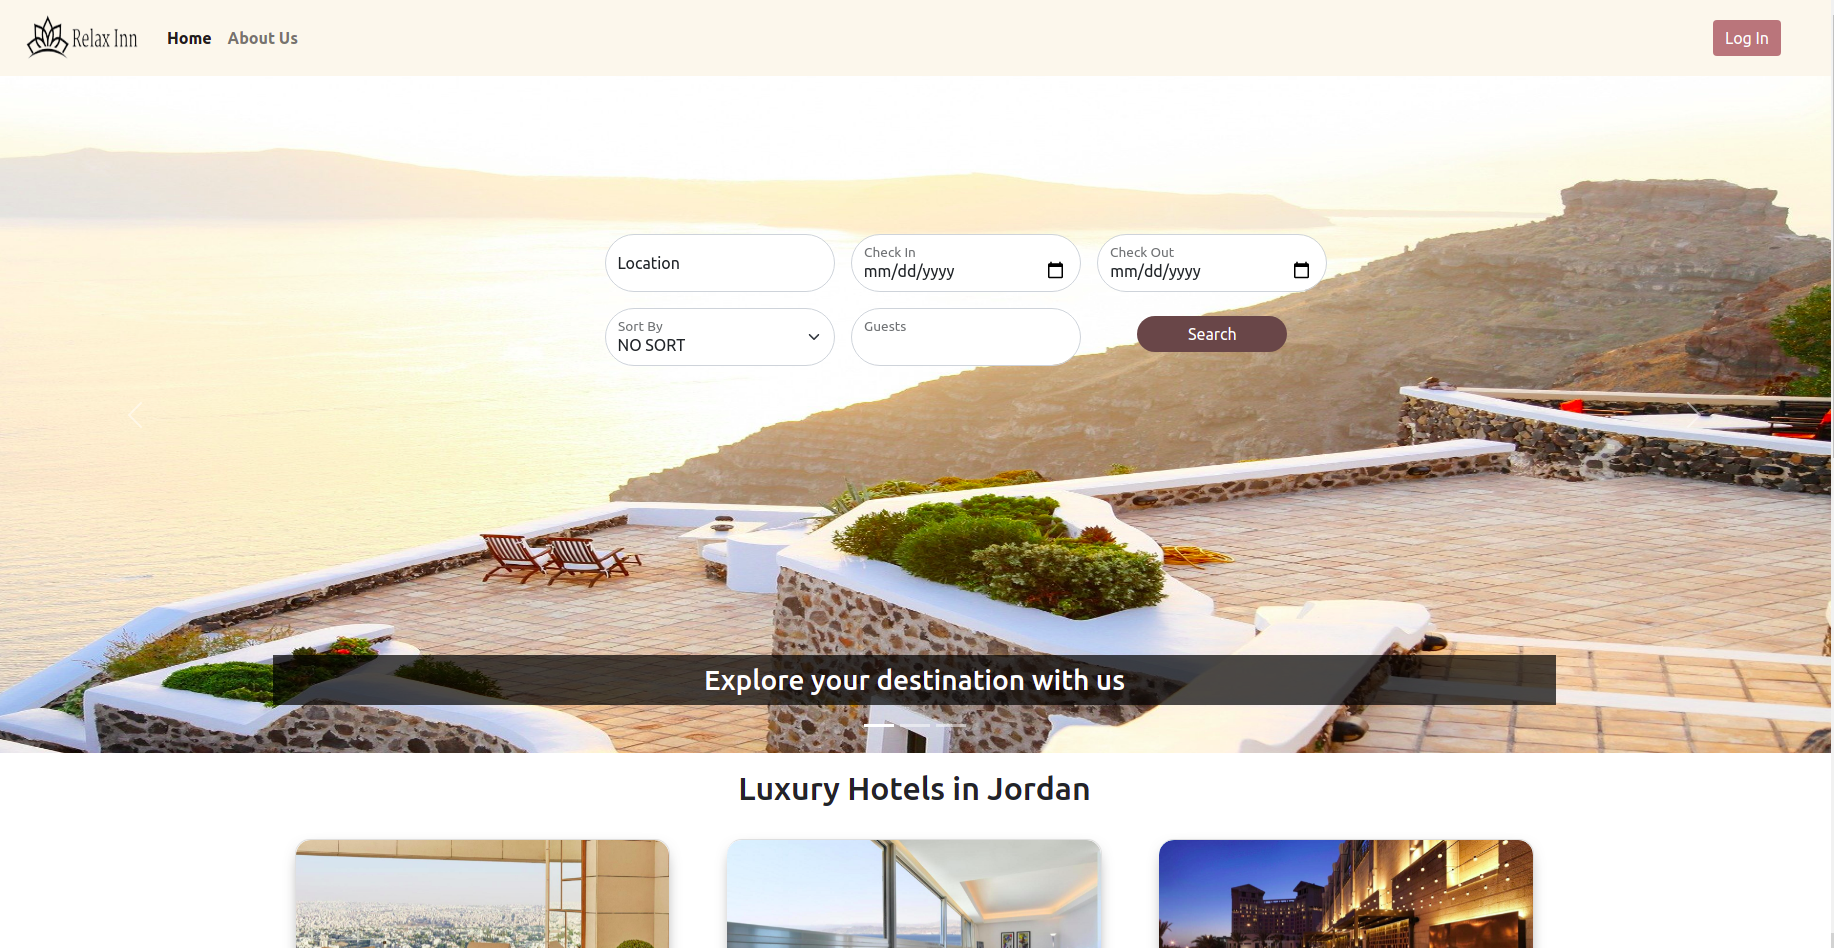 Relax Inn
Home
About Us
Log In
Location
Check In
mm/dd/yyyy
Check Out
mm/dd/yyyy
Sort By
NO SORT
Guests
Search
Explore your destination with us
Luxury Hotels in Jordan